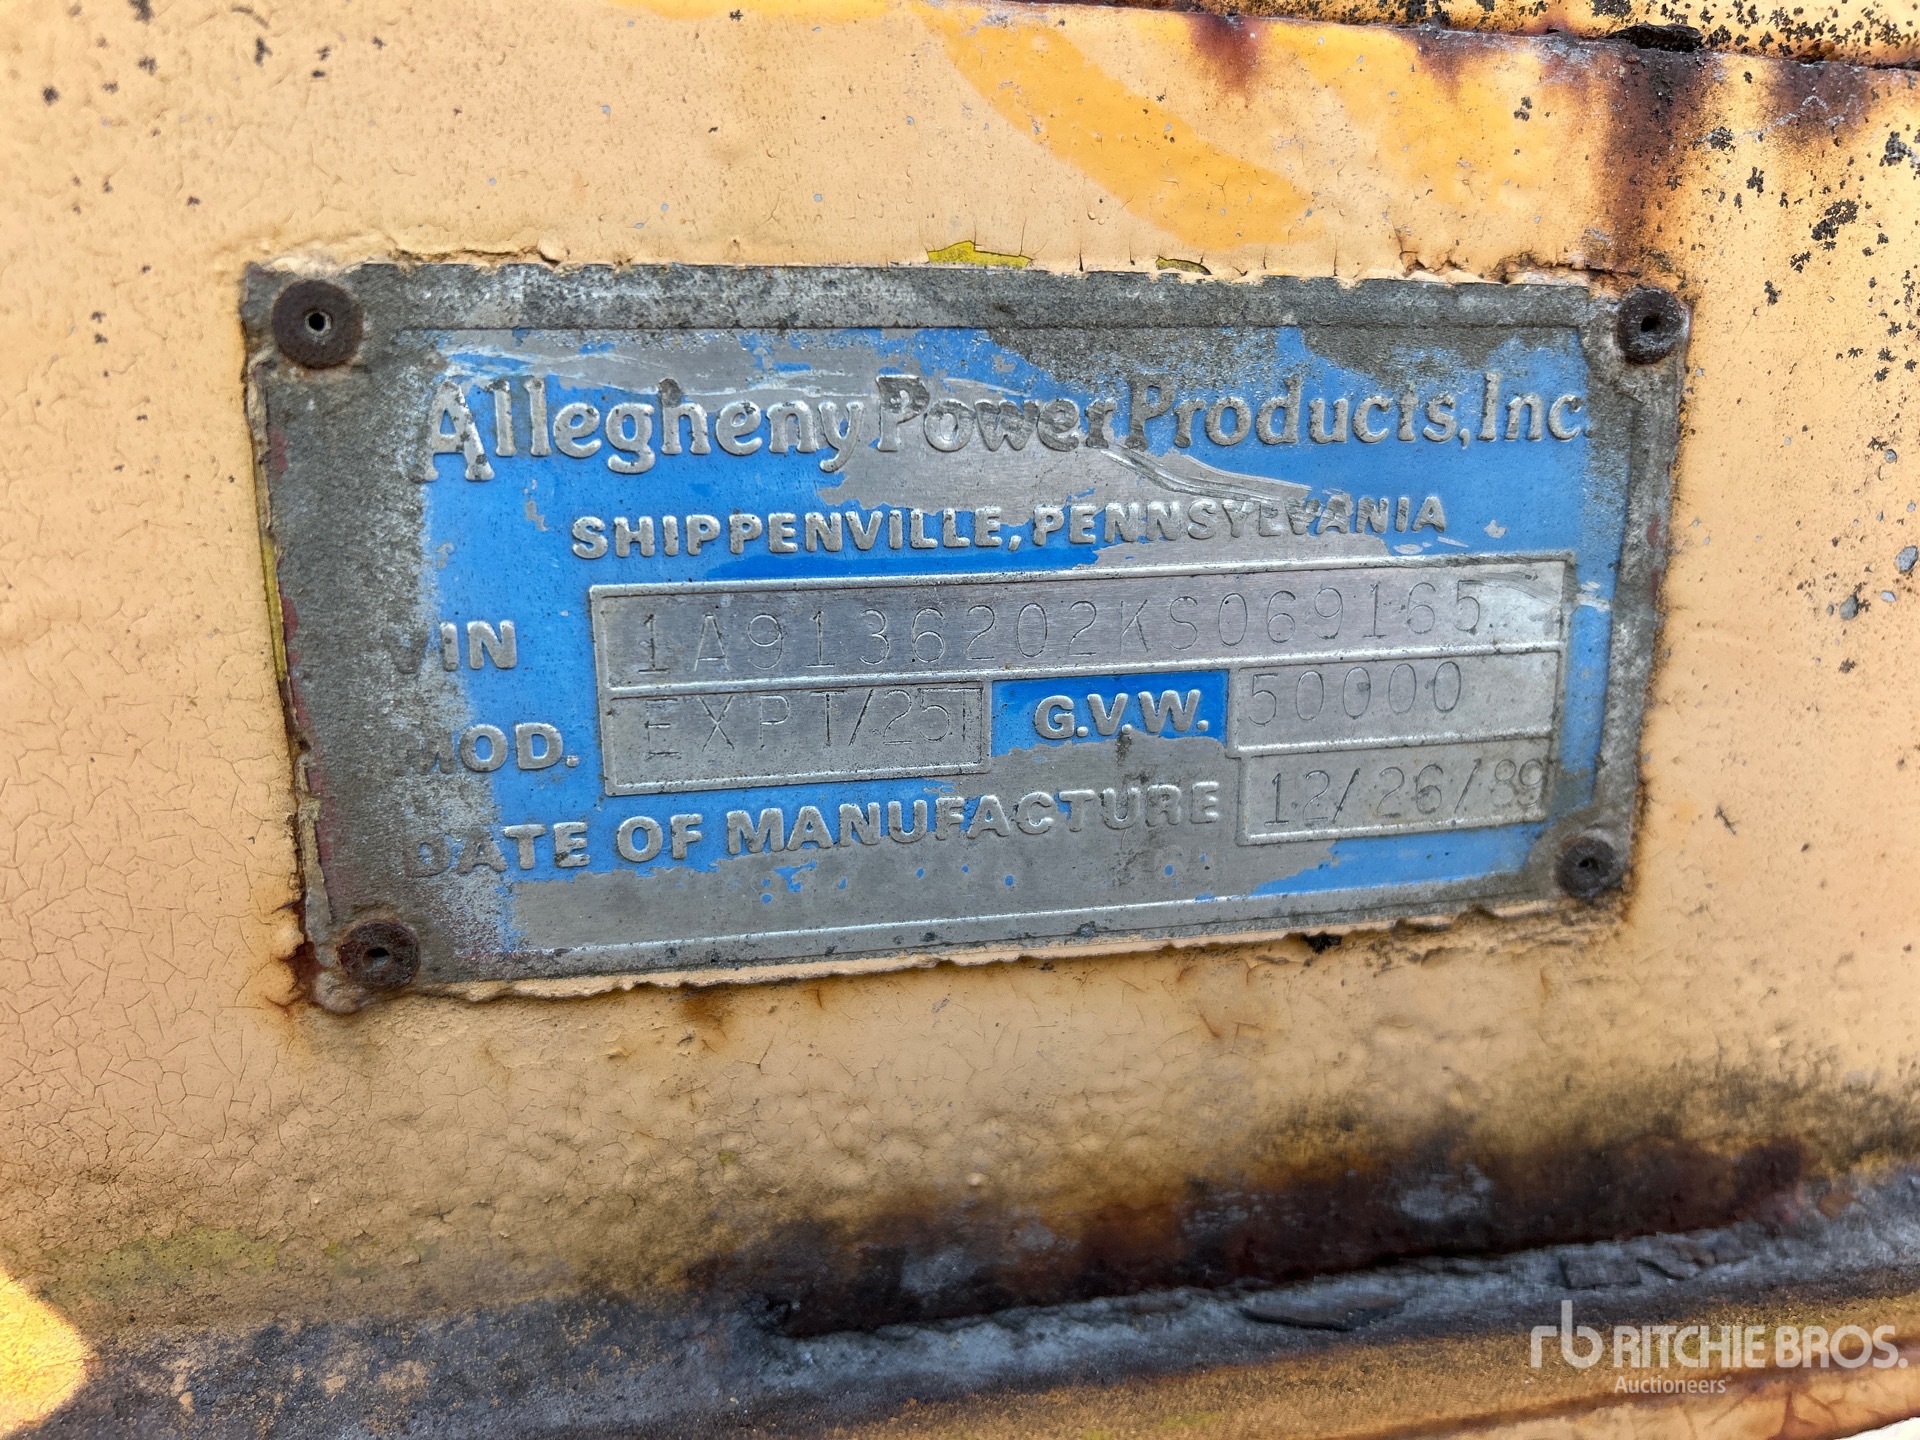 Allegheny Power Products, Inc.
SHIPPENVILLE, PENNSYLVANIA
VIN 1A9136202KS069165
MOD. EXPT/25T G.V.W. 50000
DATE OF MANUFACTURE 12/26/89
rb RITCHIE BROS.
Auctioneers